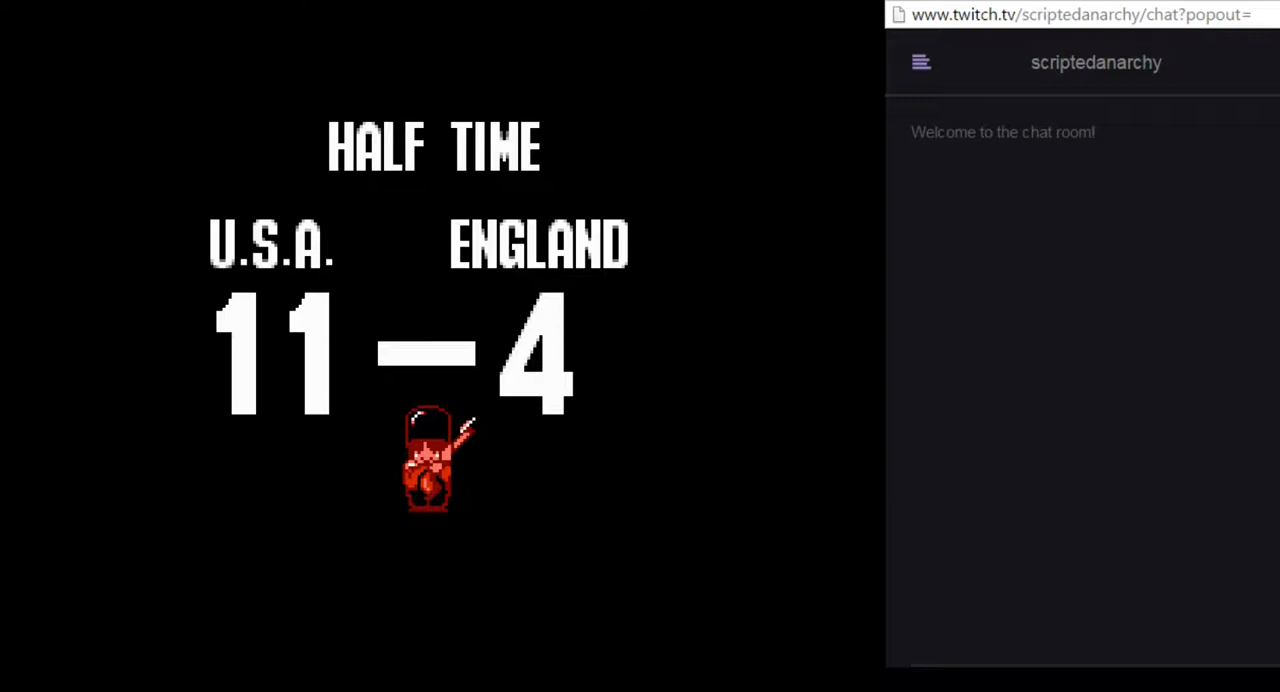 HALF TIME
U.S.A. ENGLAND
11 — 4
www.twitch.tv/scriptedanarchy/chat?popout=
scriptedanarchy
Welcome to the chat room!